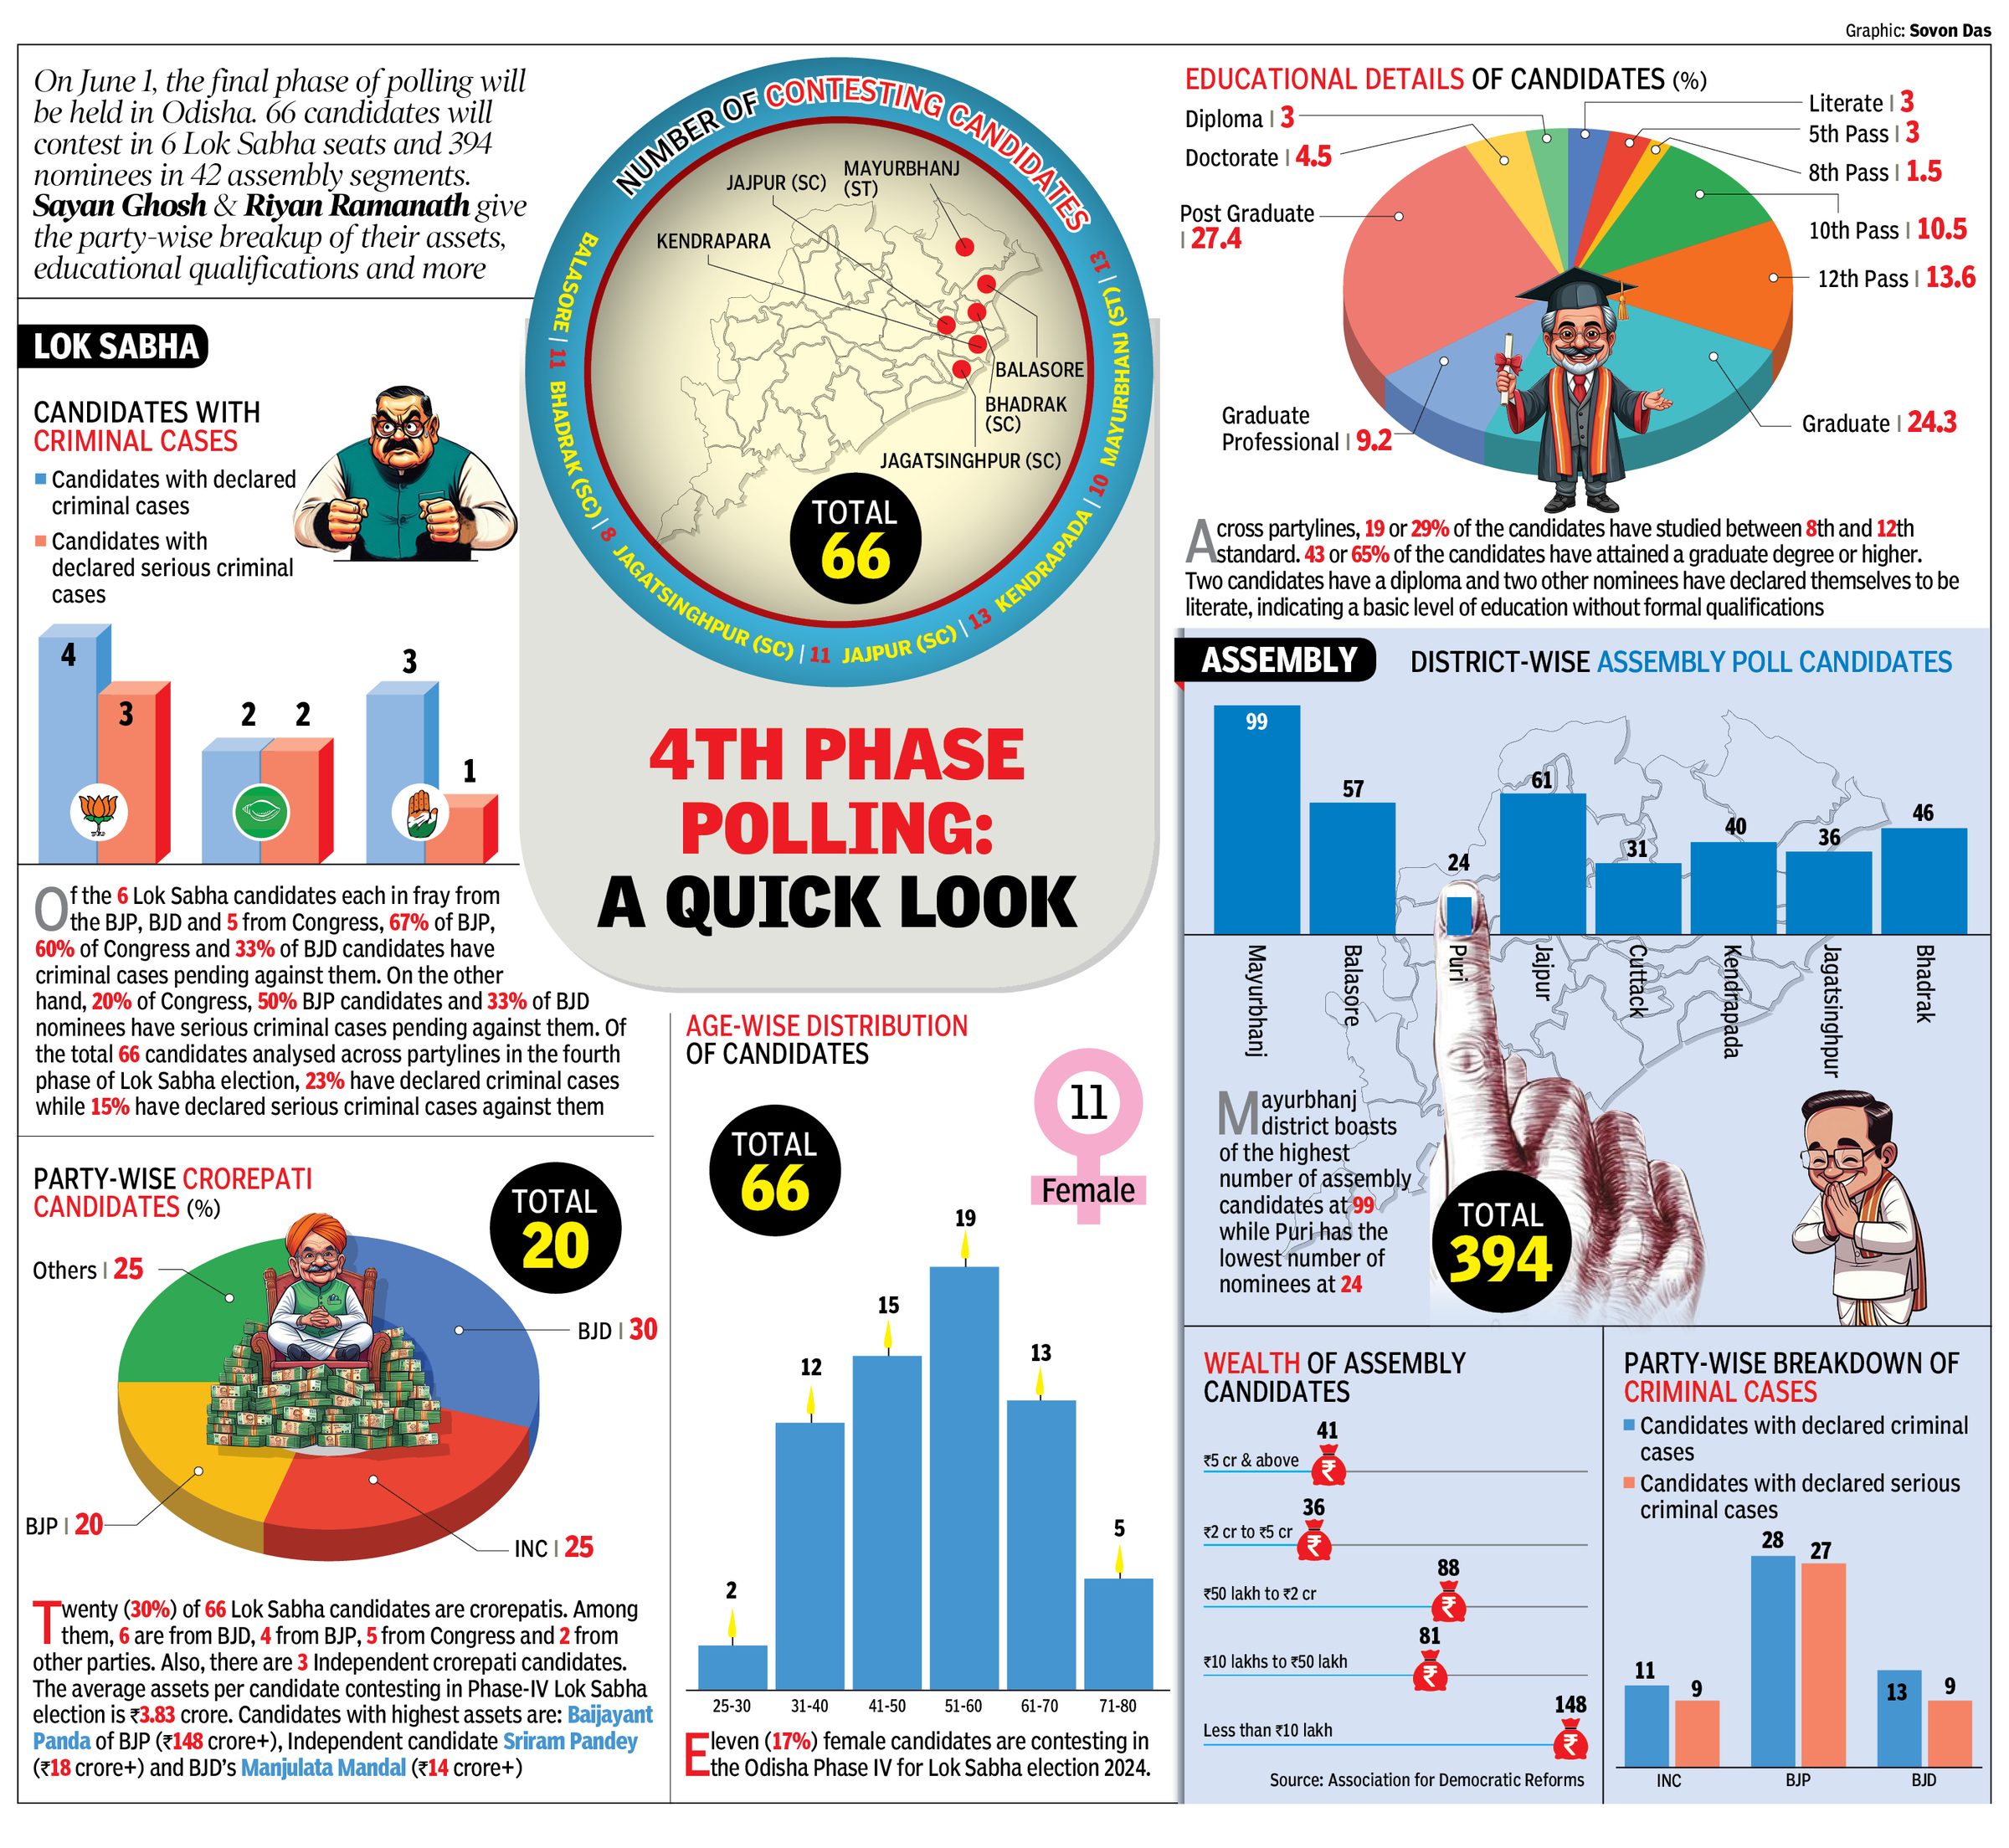 Graphic: Sovon Das
On June 1, the final phase of polling will
be held in Odisha. 66 candidates will
contest in 6 Lok Sabha seats and 394
nominees in 42 assembly segments.
Sayan Ghosh & Riyan Ramanath give
the party-wise breakup of their assets,
educational qualifications and more
LOK SABHA
CANDIDATES WITH
CRIMINAL CASES
Candidates with declared
criminal cases
Candidates with
declared serious criminal
cases
4
3
2
2
3
1
Of the 6 Lok Sabha candidates each in fray from
the BJP, BJD and 5 from Congress, 67% of BJP,
60% of Congress and 33% of BJD candidates have
criminal cases pending against them. On the other
hand, 20% of Congress, 50% BJP candidates and 33% of BJD
nominees have serious criminal cases pending against them. Of
the total 66 candidates analysed across partylines in the fourth
phase of Lok Sabha election, 23% have declared criminal cases
while 15% have declared serious criminal cases against them
PARTY-WISE CROREPATI
CANDIDATES (%)
TOTAL
20
Others | 25
BJD | 30
BJP | 20
INC | 25
Twenty (30%) of 66 Lok Sabha candidates are crorepatis. Among
them, 6 are from BJD, 4 from BJP, 5 from Congress and 2 from
other parties. Also, there are 3 Independent crorepati candidates.
The average assets per candidate contesting in Phase-IV Lok Sabha
election is ₹3.83 crore. Candidates with highest assets are: Baijayant
Panda of BJP (₹148 crore+), Independent candidate Sriram Pandey
(₹18 crore+) and BJD's Manjulata Mandal (₹14 crore+)
NUMBER OF CONTESTING CANDIDATES
BALASORE | 11
BHADRAK (SC) | 8
JAGATSINGHPUR (SC) | 11
JAJPUR (SC) | 13
KENDRAPADA | 10
MAYURBHANJ (ST) | 13
JAJPUR (SC)
MAYURBHANJ
(ST)
KENDRAPARA
BALASORE
BHADRAK
(SC)
JAGATSINGHPUR (SC)
TOTAL
66
4TH PHASE
POLLING:
A QUICK LOOK
AGE-WISE DISTRIBUTION
OF CANDIDATES
TOTAL
66
11
Female
2
12
15
19
13
5
25-30
31-40
41-50
51-60
61-70
71-80
Eleven (17%) female candidates are contesting in
the Odisha Phase IV for Lok Sabha election 2024.
EDUCATIONAL DETAILS OF CANDIDATES (%)
Diploma | 3
Doctorate | 4.5
Post Graduate
| 27.4
Graduate
Professional | 9.2
Literate | 3
5th Pass | 3
8th Pass | 1.5
10th Pass | 10.5
12th Pass | 13.6
Graduate | 24.3
Across partylines, 19 or 29% of the candidates have studied between 8th and 12th
standard. 43 or 65% of the candidates have attained a graduate degree or higher.
Two candidates have a diploma and two other nominees have declared themselves to be
literate, indicating a basic level of education without formal qualifications
ASSEMBLY
DISTRICT-WISE ASSEMBLY POLL CANDIDATES
99
57
24
61
31
40
36
46
Mayurbhanj
Balasore
Puri
Jajpur
Cuttack
Kendrapada
Jagatsinghpur
Bhadrak
Mayurbhanj
district boasts
of the highest
number of assembly
candidates at 99
while Puri has the
lowest number of
nominees at 24
TOTAL
394
WEALTH OF ASSEMBLY
CANDIDATES
41
₹5 cr & above
₹
36
₹2 cr to ₹5 cr
₹
88
₹50 lakh to ₹2 cr
₹
81
₹10 lakhs to ₹50 lakh
₹
148
Less than ₹10 lakh
₹
Source: Association for Democratic Reforms
PARTY-WISE BREAKDOWN OF
CRIMINAL CASES
Candidates with declared criminal
cases
Candidates with declared serious
criminal cases
11
9
28
27
13
9
INC
BJP
BJD